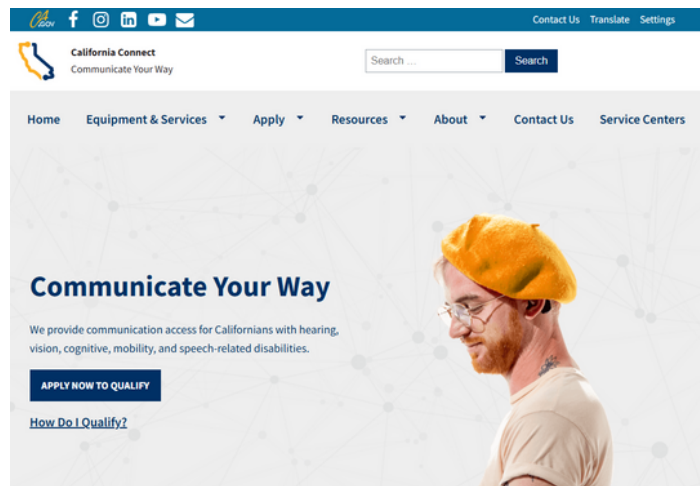 CA.GOV
Contact Us Translate Settings
California Connect
Communicate Your Way
Search ...
Search
Home Equipment & Services Apply Resources About Contact Us Service Centers
Communicate Your Way
We provide communication access for Californians with hearing,
vision, cognitive, mobility, and speech-related disabilities.
APPLY NOW TO QUALIFY
How Do I Qualify?